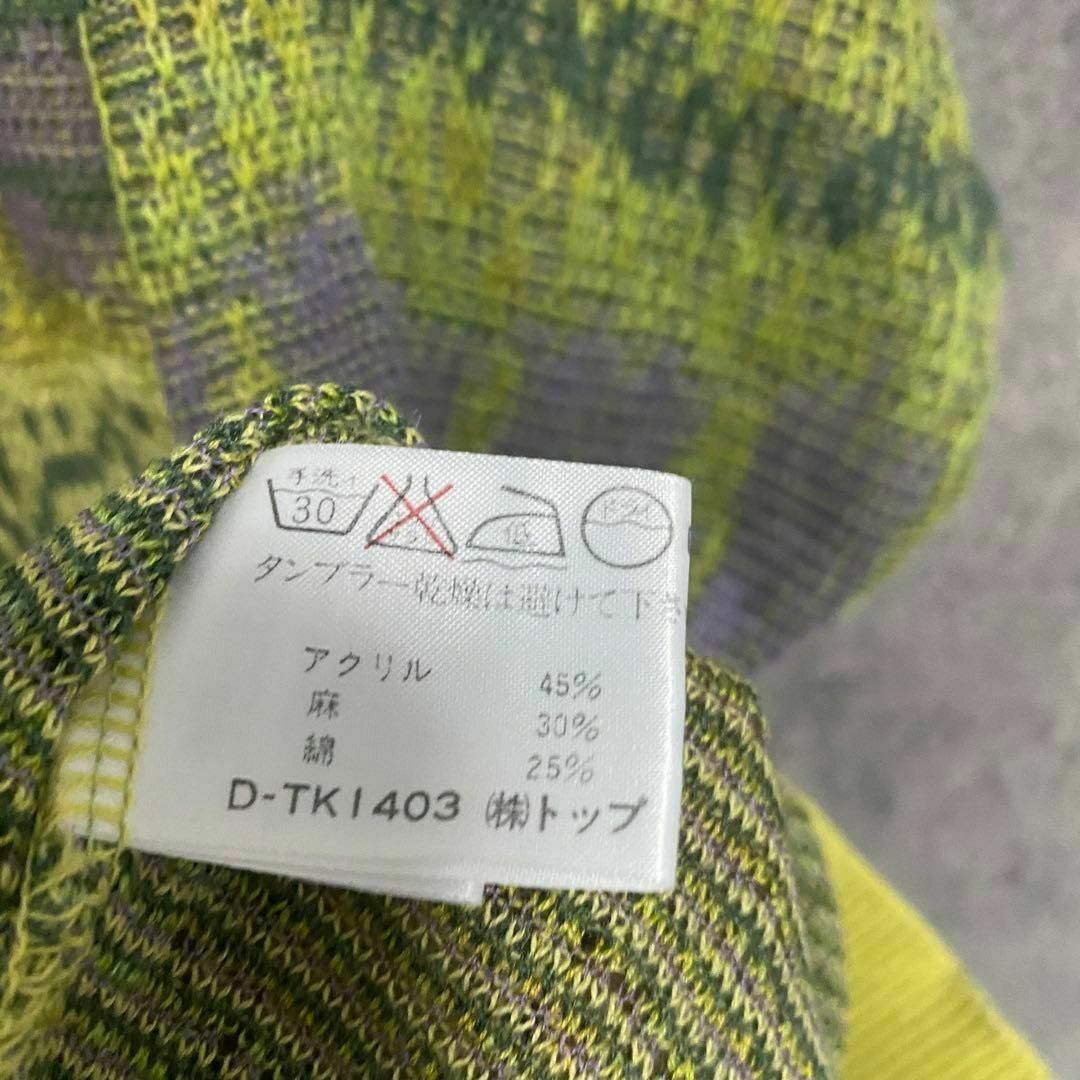 手洗イ
30
低
ドライ
タンブラー乾燥は避けて下さ
アクリル 45%
麻 30%
綿 25%
D-TK1403 ㈱トップ